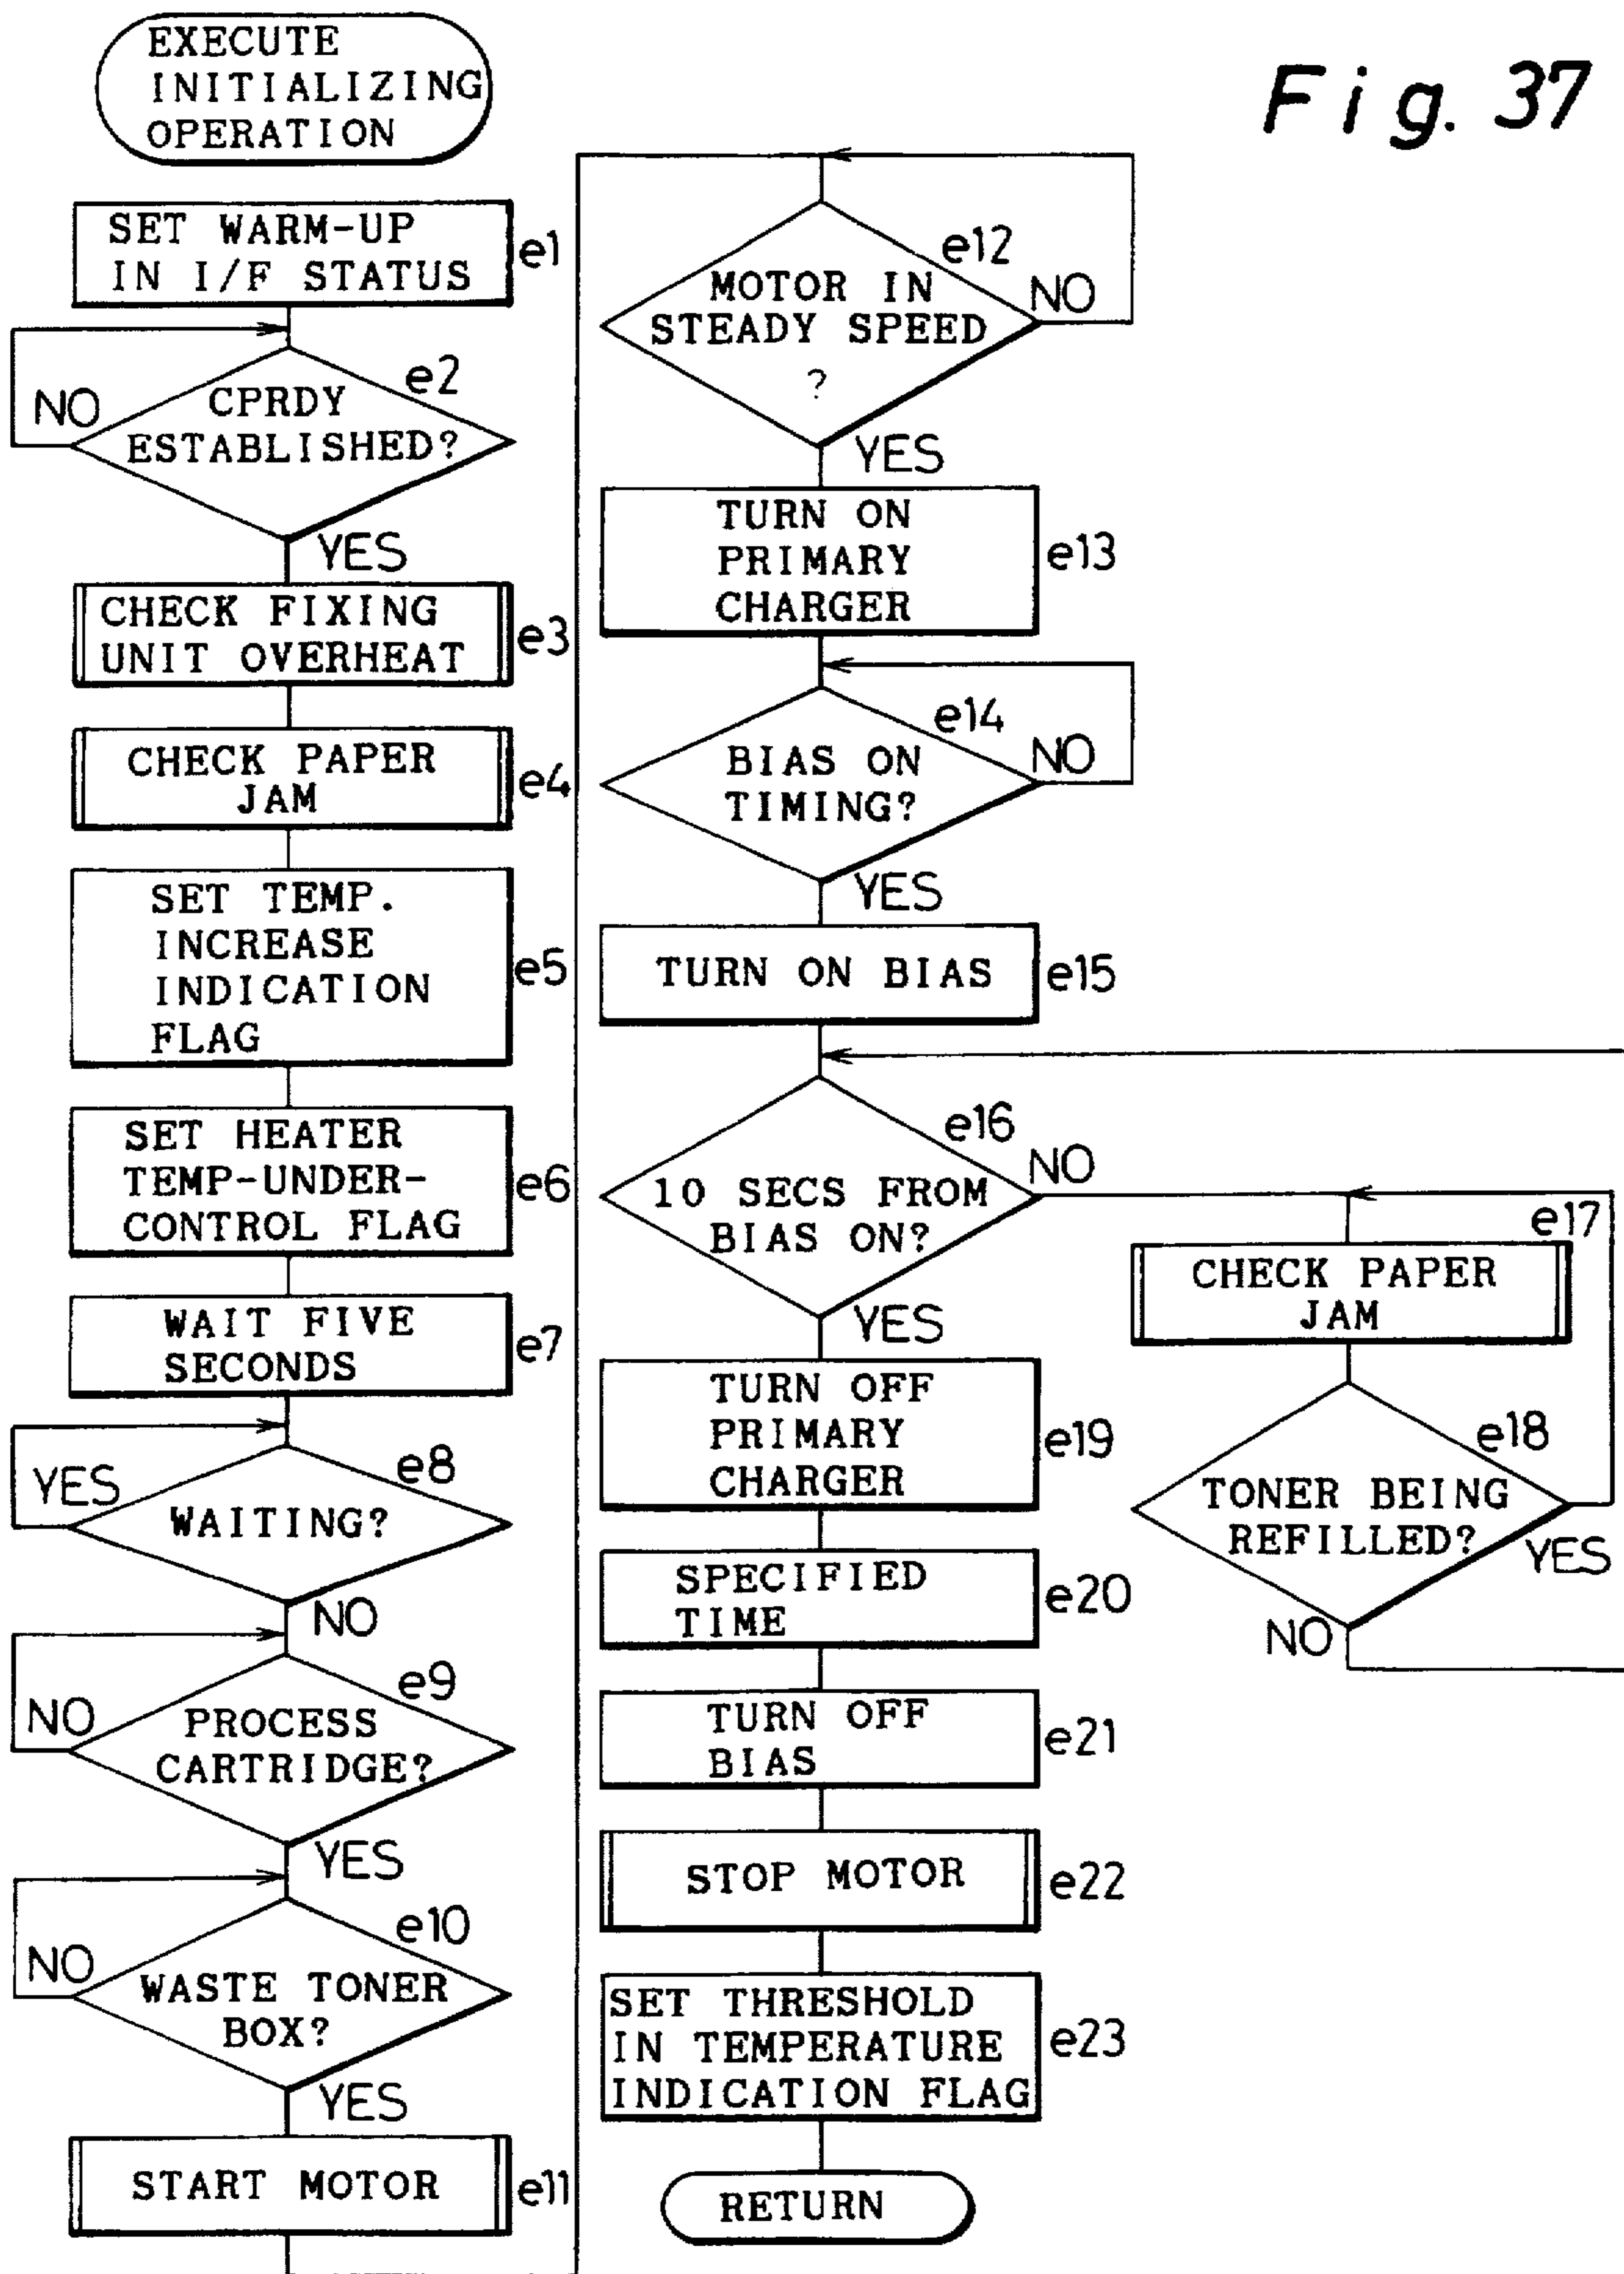 Fig. 37
EXECUTE
INITIALIZING
OPERATION
SET WARM-UP
IN I/F STATUS
e1
e2
CPRDY
ESTABLISHED?
NO
YES
CHECK FIXING
UNIT OVERHEAT
e3
CHECK PAPER
JAM
e4
SET TEMP.
INCREASE
INDICATION
FLAG
e5
SET HEATER
TEMP-UNDER-
CONTROL FLAG
e6
WAIT FIVE
SECONDS
e7
e8
YES
WAITING?
NO
e9
NO
PROCESS
CARTRIDGE?
YES
e10
NO
WASTE TONER
BOX?
YES
START MOTOR
e11
e12
MOTOR IN
STEADY SPEED
?
NO
YES
TURN ON
PRIMARY
CHARGER
e13
e14
BIAS ON
TIMING?
NO
YES
TURN ON BIAS
e15
e16
10 SECS FROM
BIAS ON?
NO
YES
e17
CHECK PAPER
JAM
e18
TONER BEING
REFILLED?
YES
NO
TURN OFF
PRIMARY
CHARGER
e19
SPECIFIED
TIME
e20
TURN OFF
BIAS
e21
STOP MOTOR
e22
SET THRESHOLD
IN TEMPERATURE
INDICATION FLAG
e23
RETURN